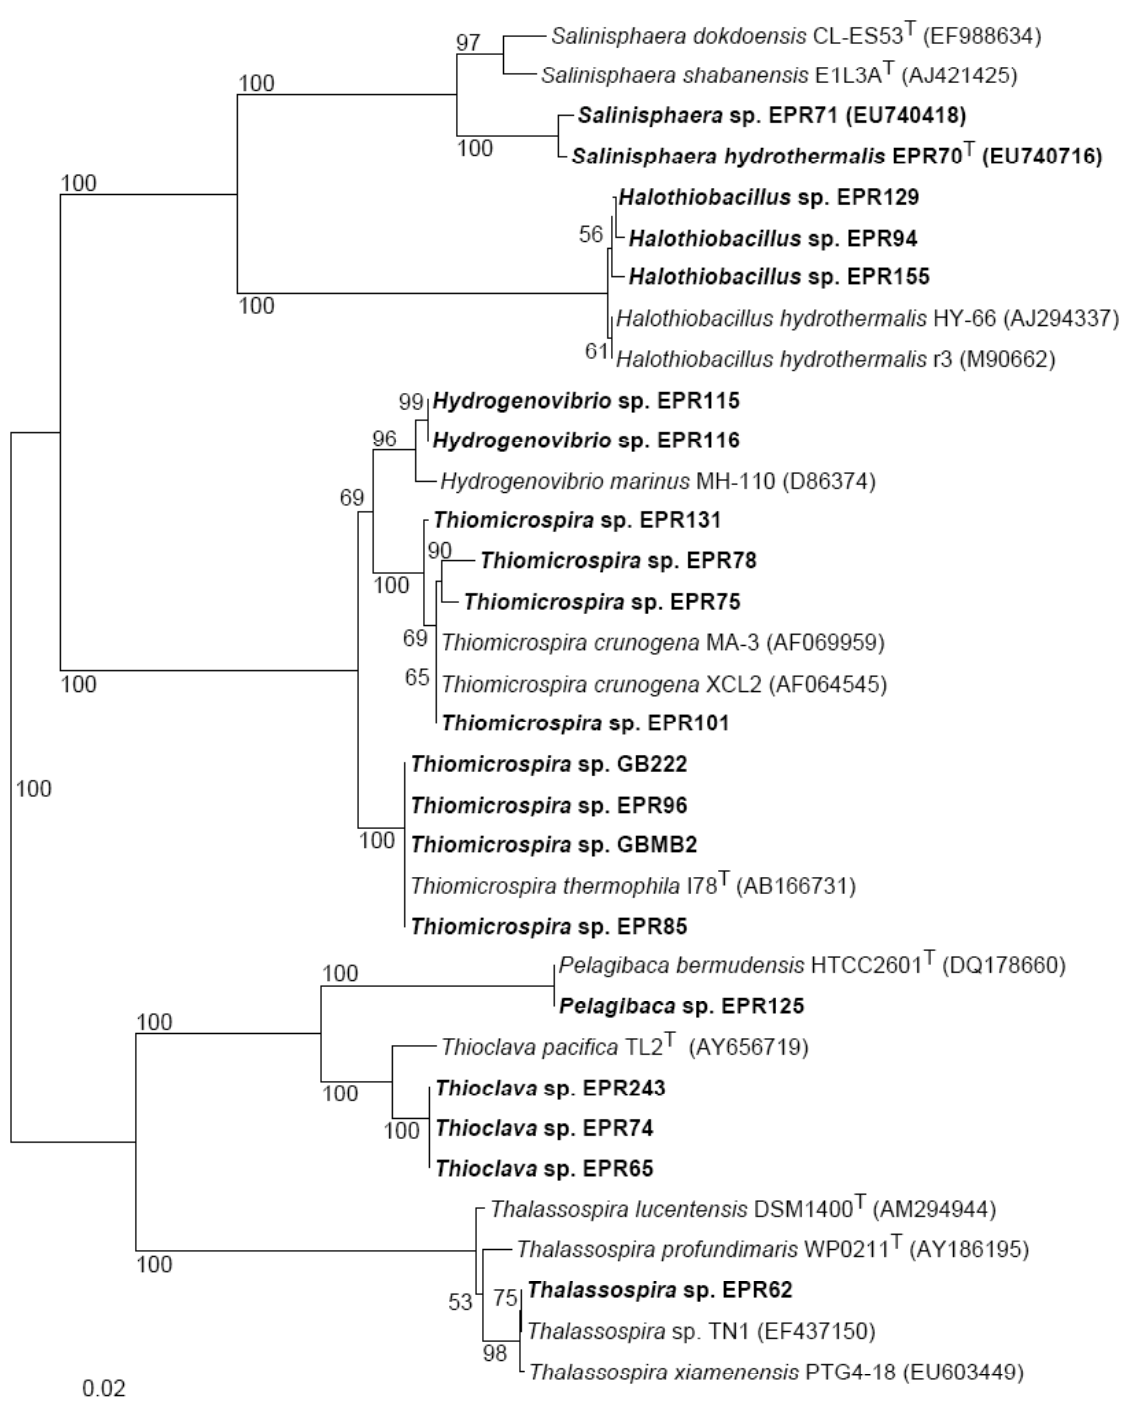 97
Salinisphaera dokdoensis CL-ES53T (EF988634)
Salinisphaera shabanensis E1L3AT (AJ421425)
100
Salinisphaera sp. EPR71 (EU740418)
100
Salinisphaera hydrothermalis EPR70T (EU740716)
100
Halothiobacillus sp. EPR129
56
Halothiobacillus sp. EPR94
Halothiobacillus sp. EPR155
100
Halothiobacillus hydrothermalis HY-66 (AJ294337)
61
Halothiobacillus hydrothermalis r3 (M90662)
99
Hydrogenovibrio sp. EPR115
96
Hydrogenovibrio sp. EPR116
Hydrogenovibrio marinus MH-110 (D86374)
69
Thiomicrospira sp. EPR131
90
Thiomicrospira sp. EPR78
100
Thiomicrospira sp. EPR75
69
Thiomicrospira crunogena MA-3 (AF069959)
65
Thiomicrospira crunogena XCL2 (AF064545)
100
Thiomicrospira sp. EPR101
Thiomicrospira sp. GB222
100
Thiomicrospira sp. EPR96
100
Thiomicrospira sp. GBMB2
Thiomicrospira thermophila I78T (AB166731)
Thiomicrospira sp. EPR85
100
Pelagibaca bermudensis HTCC2601T (DQ178660)
Pelagibaca sp. EPR125
100
Thioclava pacifica TL2T (AY656719)
100
Thioclava sp. EPR243
100
Thioclava sp. EPR74
Thioclava sp. EPR65
Thalassospira lucentensis DSM1400T (AM294944)
100
Thalassospira profundimaris WP0211T (AY186195)
53
75
Thalassospira sp. EPR62
Thalassospira sp. TN1 (EF437150)
98
Thalassospira xiamenensis PTG4-18 (EU603449)
0.02